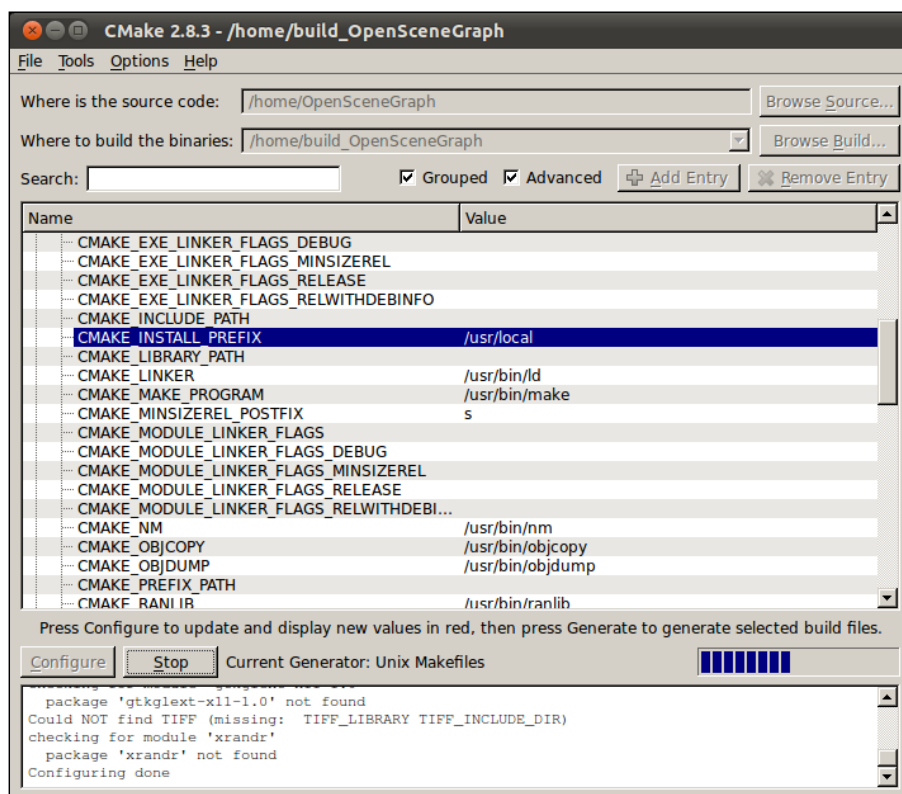 CMake 2.8.3 - /home/build_OpenSceneGraph
File Tools Options Help
Where is the source code: /home/OpenSceneGraph Browse Source...
Where to build the binaries: /home/build_OpenSceneGraph Browse Build...
Search: Grouped Advanced Add Entry Remove Entry
Name Value
CMAKE_EXE_LINKER_FLAGS_DEBUG
CMAKE_EXE_LINKER_FLAGS_MINSIZEREL
CMAKE_EXE_LINKER_FLAGS_RELEASE
CMAKE_EXE_LINKER_FLAGS_RELWITHDEBINFO
CMAKE_INCLUDE_PATH
CMAKE_INSTALL_PREFIX /usr/local
CMAKE_LIBRARY_PATH
CMAKE_LINKER /usr/bin/ld
CMAKE_MAKE_PROGRAM /usr/bin/make
CMAKE_MINSIZEREL_POSTFIX s
CMAKE_MODULE_LINKER_FLAGS
CMAKE_MODULE_LINKER_FLAGS_DEBUG
CMAKE_MODULE_LINKER_FLAGS_MINSIZEREL
CMAKE_MODULE_LINKER_FLAGS_RELEASE
CMAKE_MODULE_LINKER_FLAGS_RELWITHDEBI...
CMAKE_NM /usr/bin/nm
CMAKE_OBJCOPY /usr/bin/objcopy
CMAKE_OBJDUMP /usr/bin/objdump
CMAKE_PREFIX_PATH
CMAKE_RANLIB /usr/bin/ranlib
Press Configure to update and display new values in red, then press Generate to generate selected build files.
Configure Stop Current Generator: Unix Makefiles
package 'gtkglext-x11-1.0' not found
Could NOT find TIFF (missing: TIFF_LIBRARY TIFF_INCLUDE_DIR)
checking for module 'xrandr'
package 'xrandr' not found
Configuring done